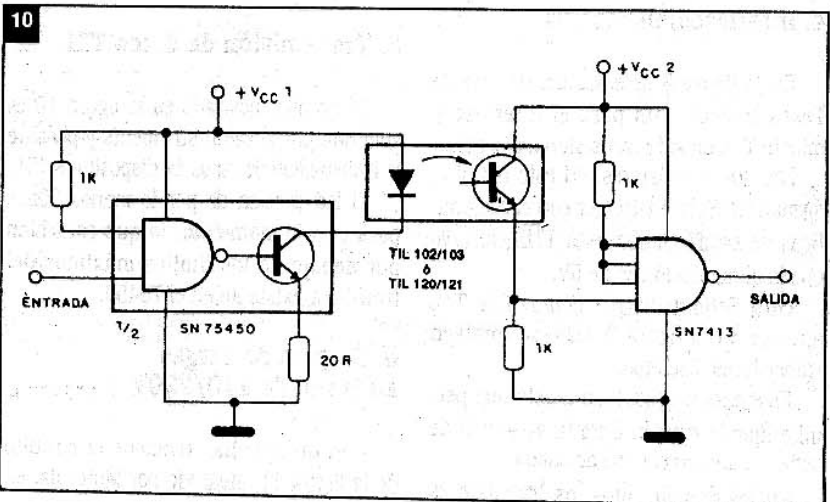 10
+VCC 1
+VCC 2
1K
1K
ENTRADA
1/2
SN 75450
20R
TIL 102/103
ó
TIL 120/121
1K
SN7413
SALIDA